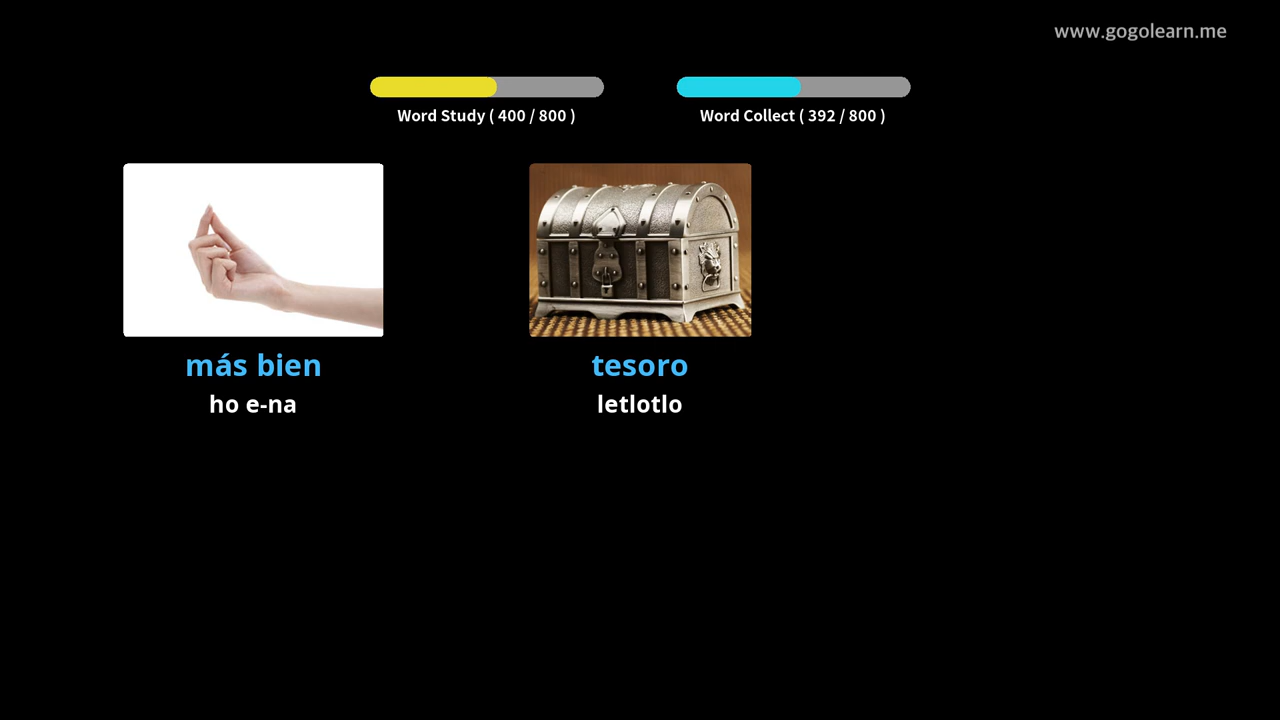 www.gogolearn.me
Word Study ( 400 / 800 )
Word Collect ( 392 / 800 )
más bien
ho e-na
tesoro
letlotlo